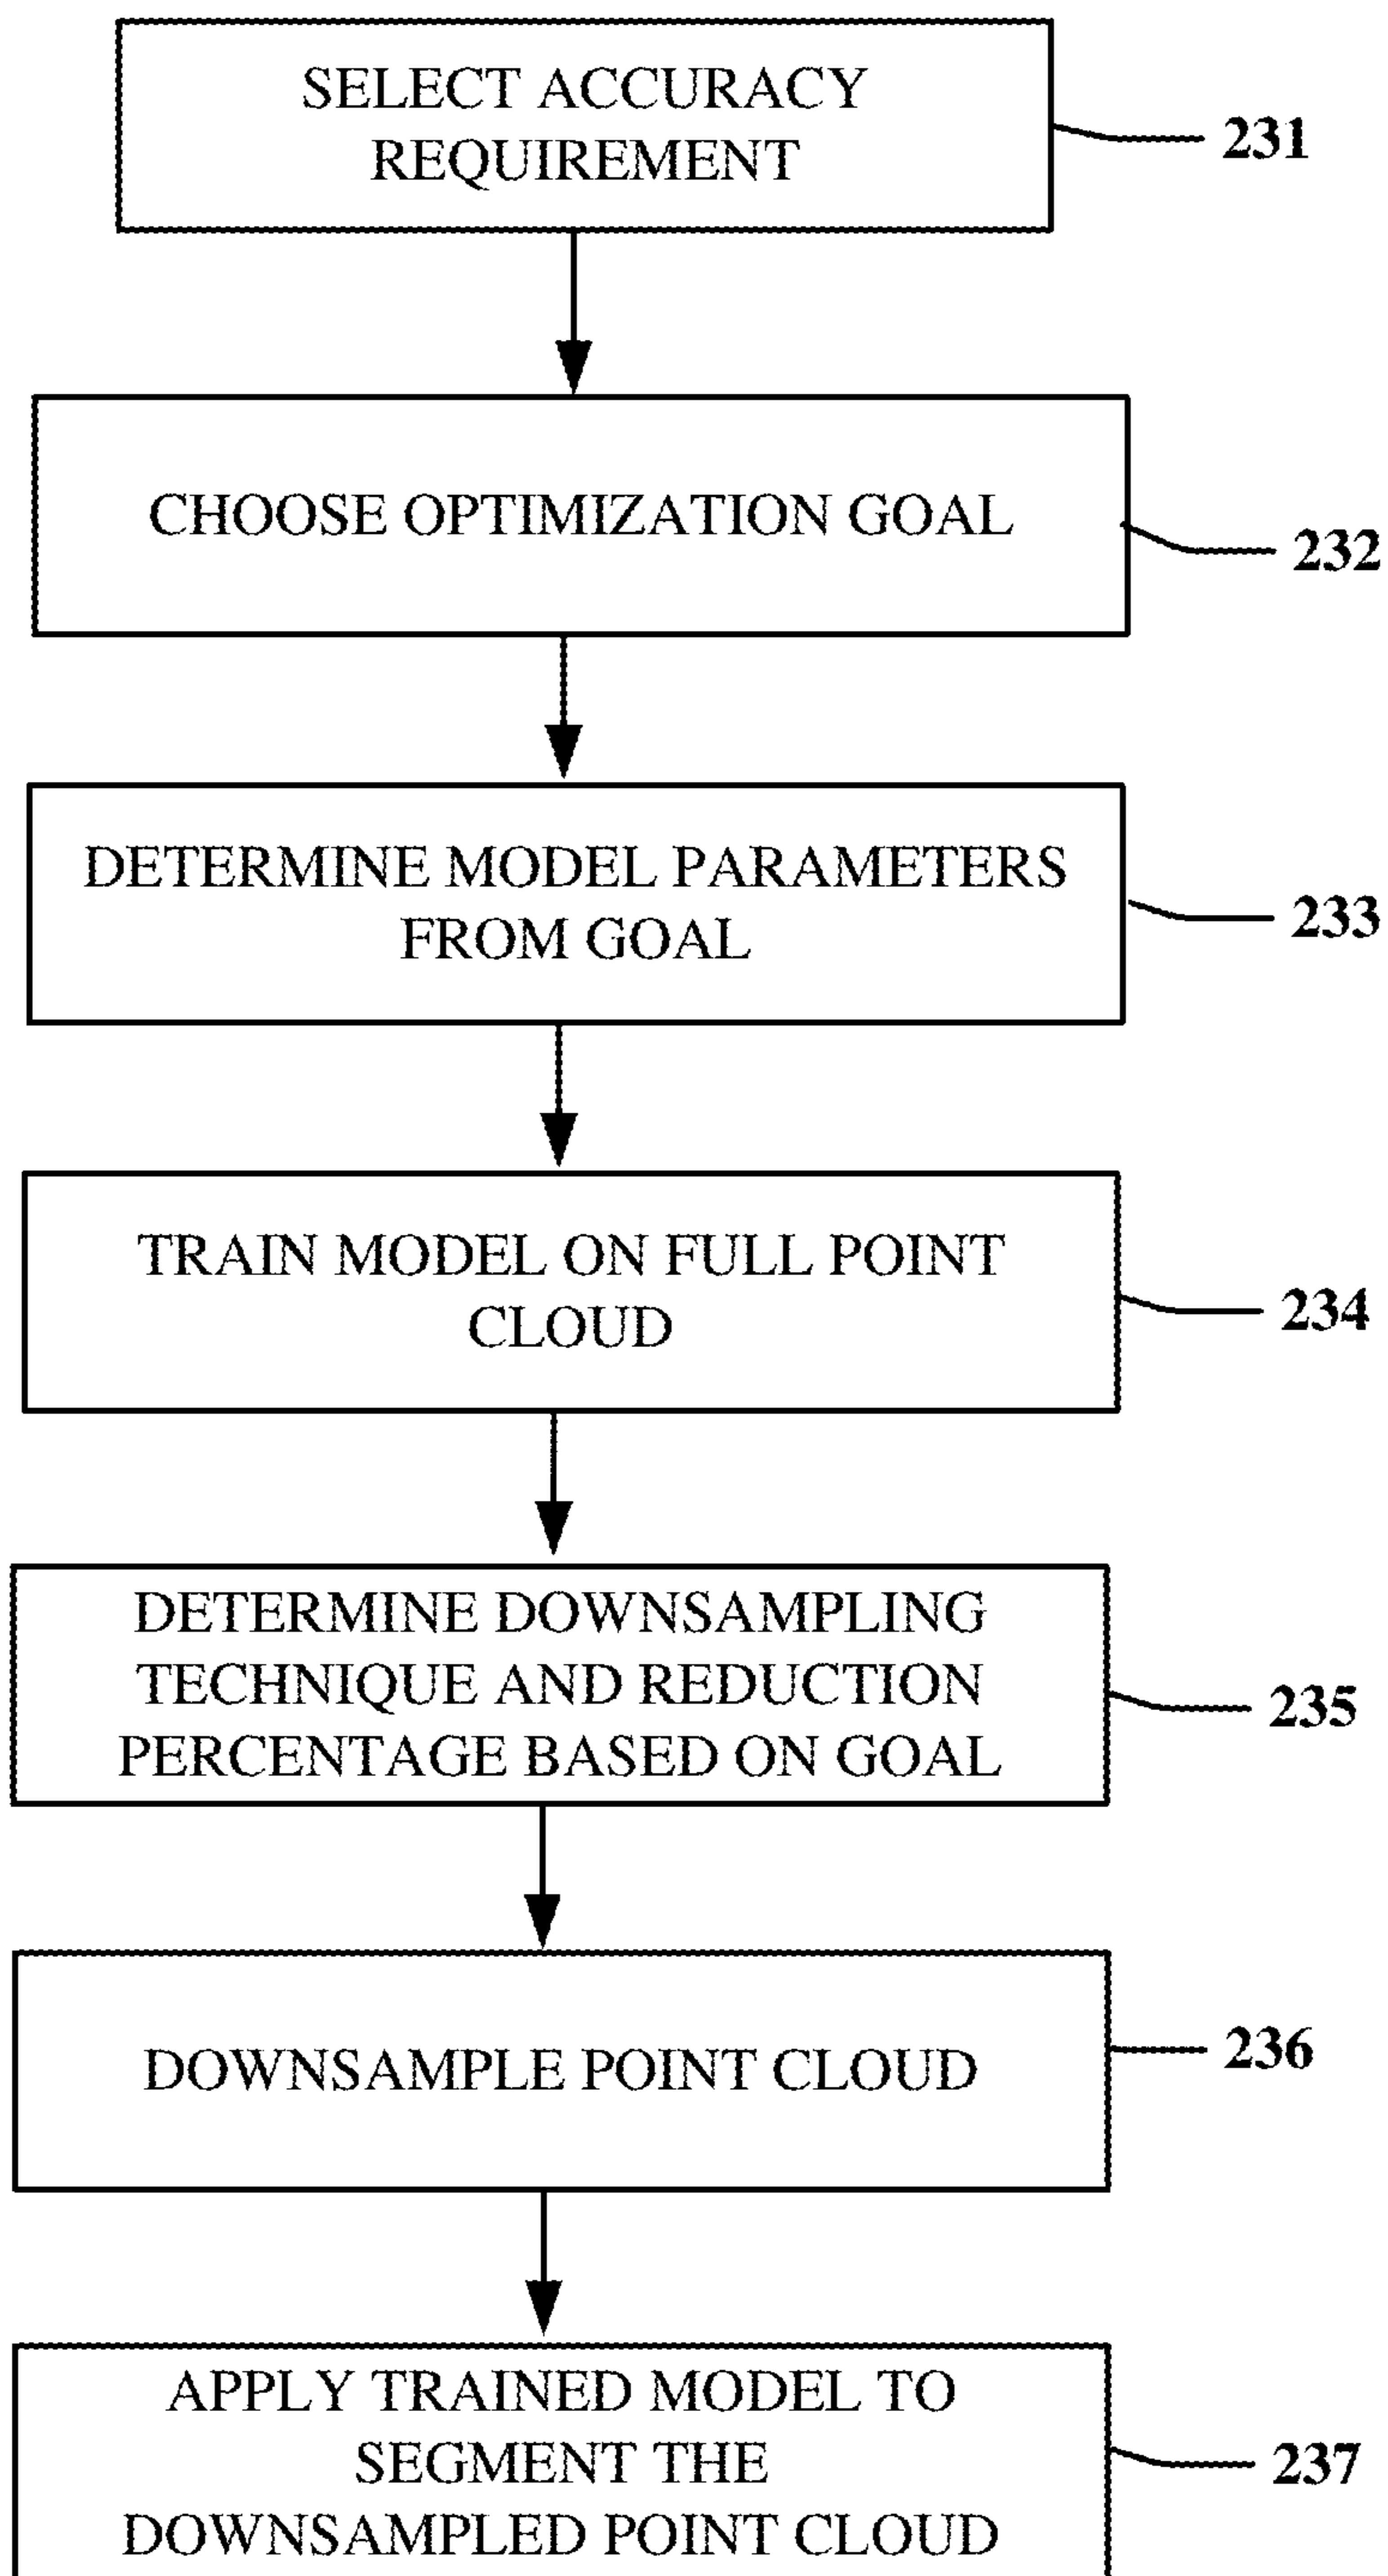 SELECT ACCURACY
REQUIREMENT
231
CHOOSE OPTIMIZATION GOAL
232
DETERMINE MODEL PARAMETERS
FROM GOAL
233
TRAIN MODEL ON FULL POINT
CLOUD
234
DETERMINE DOWNSAMPLING
TECHNIQUE AND REDUCTION
PERCENTAGE BASED ON GOAL
235
DOWNSAMPLE POINT CLOUD
236
APPLY TRAINED MODEL TO
SEGMENT THE
DOWNSAMPLED POINT CLOUD
237